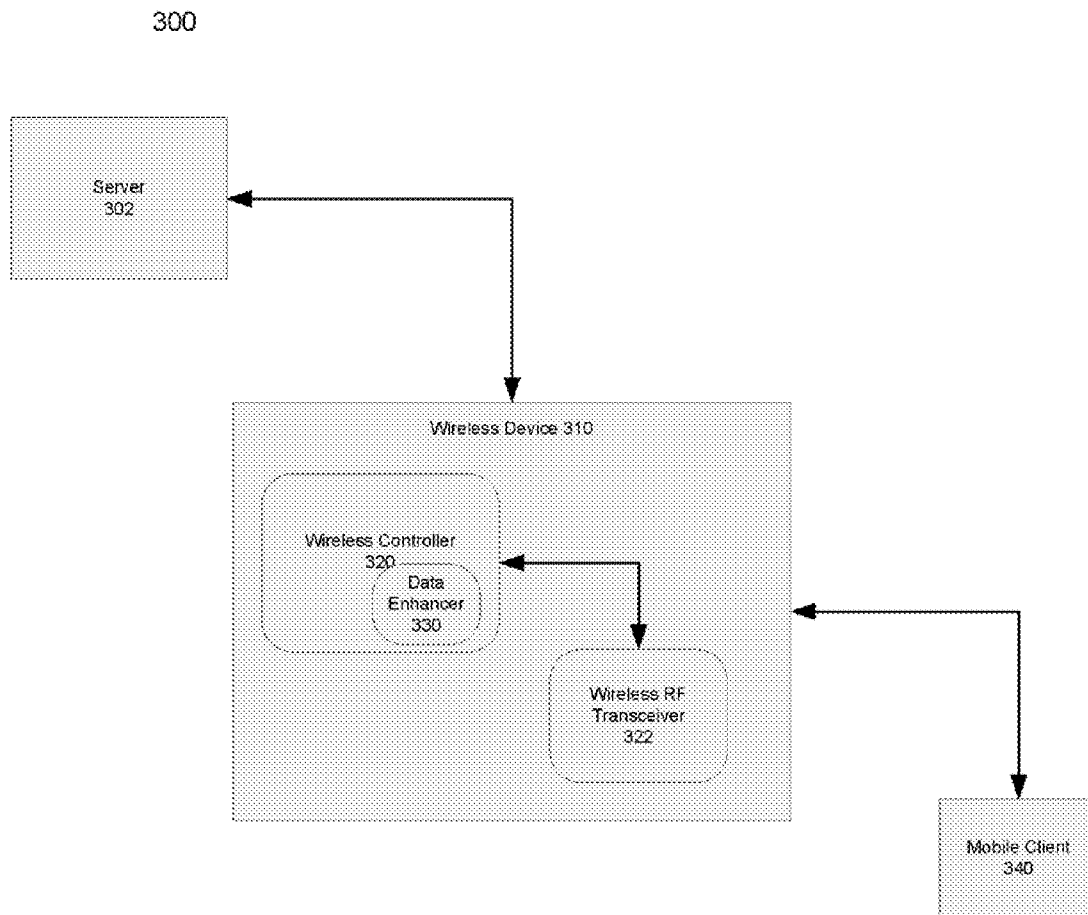 300
Server
302
Wireless Device 310
Wireless Controller
320
Data
Enhancer
330
Wireless RF
Transceiver
322
Mobile Client
340